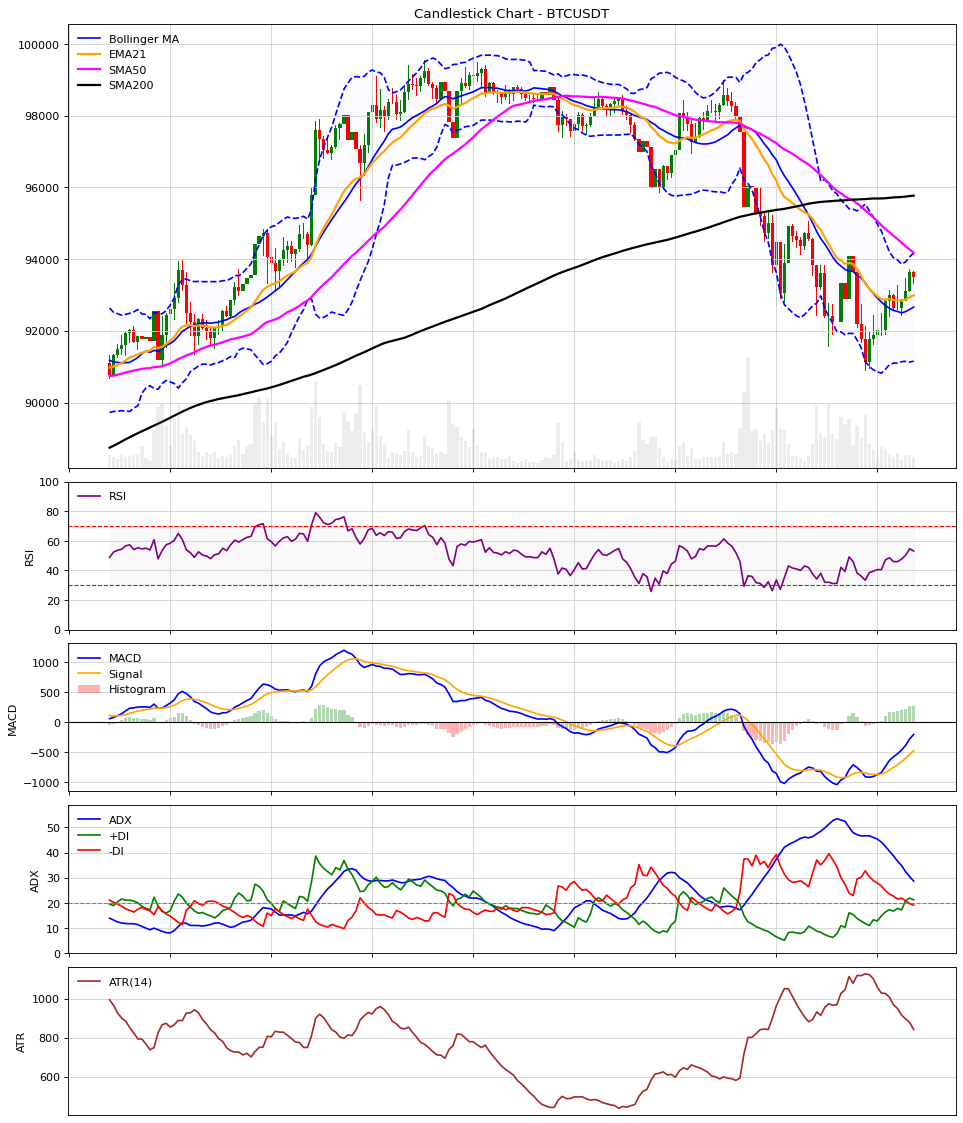 Candlestick Chart - BTCUSDT
Bollinger MA
EMA21
SMA50
SMA200
100000
98000
96000
94000
92000
90000
RSI
RSI
100
80
60
40
20
0
MACD
Signal
Histogram
MACD
1000
500
0
−500
−1000
ADX
+DI
-DI
ADX
50
40
30
20
10
0
ATR(14)
ATR
1000
800
600